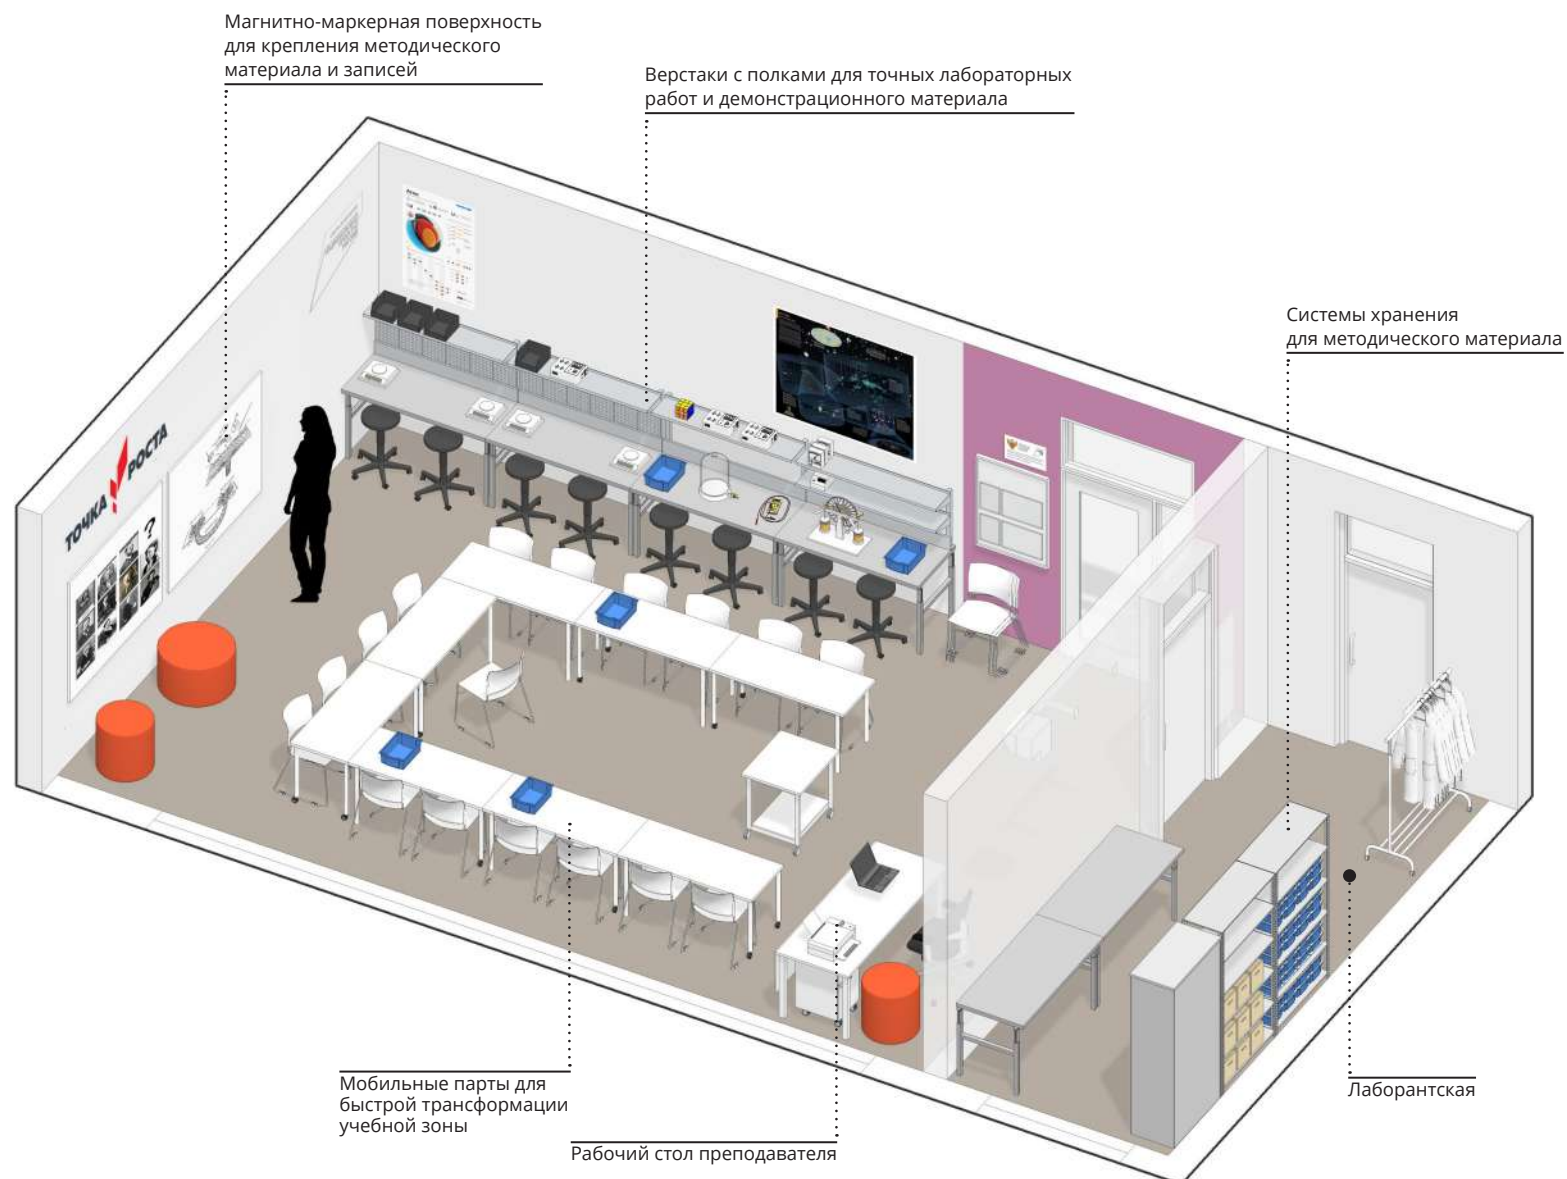 Магнитно-маркерная поверхность
для крепления методического
материала и записей
Верстаки с полками для точных лабораторных
работ и демонстрационного материала
Системы хранения
для методического материала
ТОЧКА РОСТА
?
Мобильные парты для
быстрой трансформации
учебной зоны
Рабочий стол преподавателя
Лаборантская